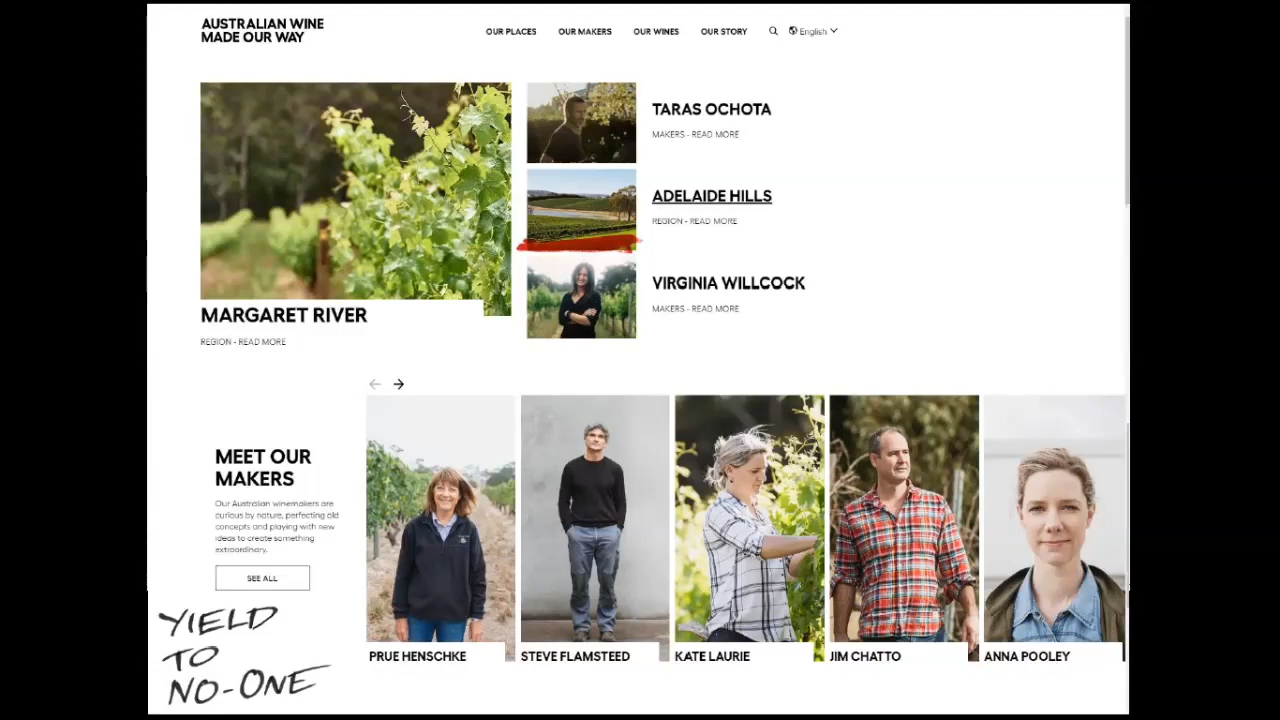 AUSTRALIAN WINE
MADE OUR WAY
OUR PLACES OUR MAKERS OUR WINES OUR STORY English
TARAS OCHOTA
MAKERS - READ MORE
ADELAIDE HILLS
REGION - READ MORE
VIRGINIA WILLCOCK
MAKERS - READ MORE
MARGARET RIVER
REGION - READ MORE
MEET OUR
MAKERS
Our Australian winemakers are
curious by nature, perfecting old
concepts and playing with new
ideas to create something
extraordinary.
SEE ALL
YIELD
TO
NO-ONE
PRUE HENSCHKE
STEVE FLAMSTEED
KATE LAURIE
JIM CHATTO
ANNA POOLEY